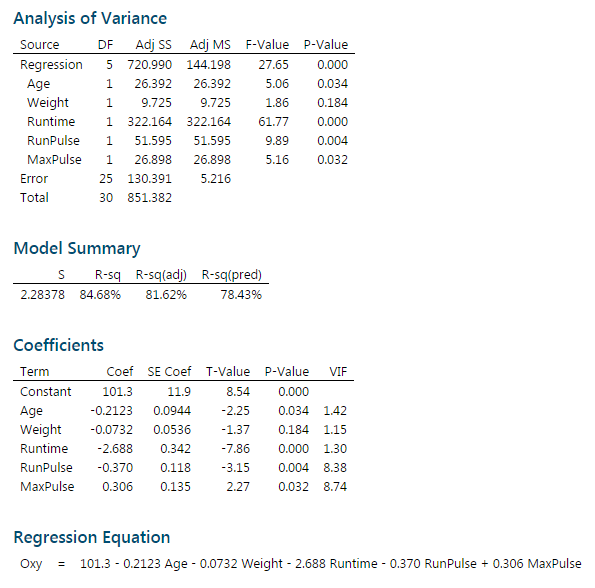 Analysis of Variance
Source DF Adj SS Adj MS F-Value P-Value
Regression 5 720.990 144.198 27.65 0.000
Age 1 26.392 26.392 5.06 0.034
Weight 1 9.725 9.725 1.86 0.184
Runtime 1 322.164 322.164 61.77 0.000
RunPulse 1 51.595 51.595 9.89 0.004
MaxPulse 1 26.898 26.898 5.16 0.032
Error 25 130.391 5.216
Total 30 851.382
Model Summary
S R-sq R-sq(adj) R-sq(pred)
2.28378 84.68% 81.62% 78.43%
Coefficients
Term Coef SE Coef T-Value P-Value VIF
Constant 101.3 11.9 8.54 0.000
Age -0.2123 0.0944 -2.25 0.034 1.42
Weight -0.0732 0.0536 -1.37 0.184 1.15
Runtime -2.688 0.342 -7.86 0.000 1.30
RunPulse -0.370 0.118 -3.15 0.004 8.38
MaxPulse 0.306 0.135 2.27 0.032 8.74
Regression Equation
Oxy = 101.3 - 0.2123 Age - 0.0732 Weight - 2.688 Runtime - 0.370 RunPulse + 0.306 MaxPulse